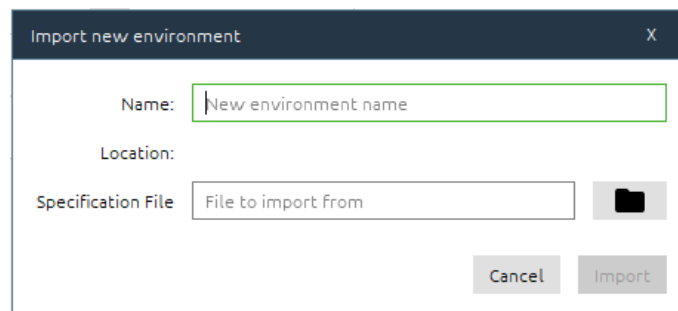 Import new environment X
Name: New environment name
Location:
Specification File File to import from
Cancel Import